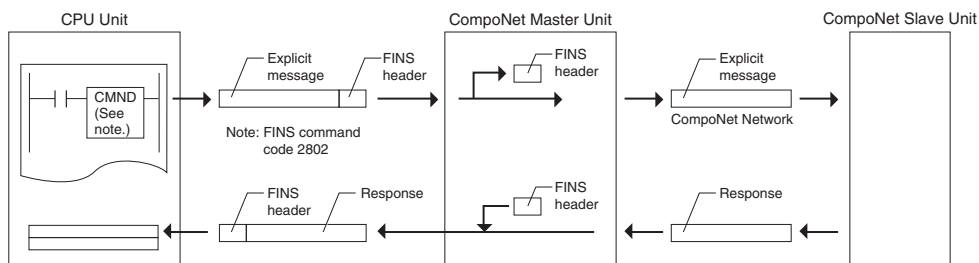 CPU Unit
CompoNet Master Unit
CompoNet Slave Unit
CMND
(See
note.)
Explicit
message
FINS
header
Note: FINS command
code 2802
FINS
header
Explicit
message
CompoNet Network
FINS
header
Response
FINS
header
Response